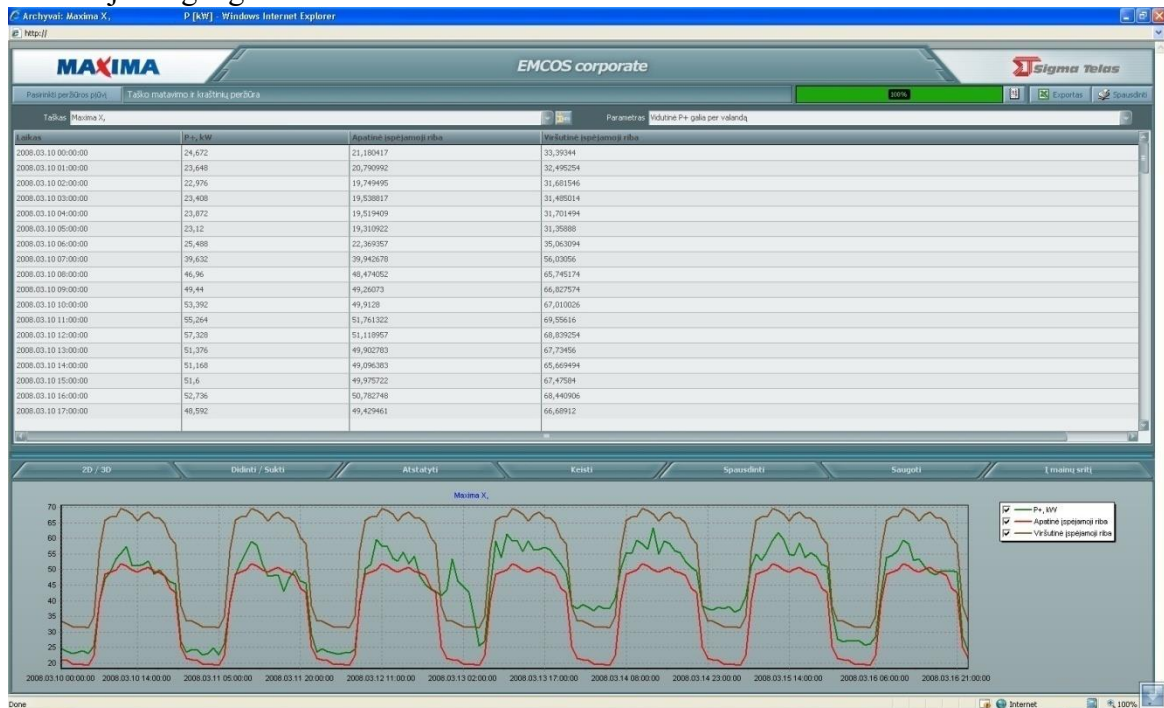 Archyvai: Maxima X, P [kW] - Windows Internet Explorer
http://
MAXIMA EMCOS corporate Sigma Telas
Pasirinkti peržiūros pjūvį Taško matavimo ir kraštinių peržiūra 100% Exportas Spausdinti
Taškas Maxima X, Parametras Vidutinė P+ galia per valandą
Laikas P+, kW Apatinė įspėjamoji riba Viršutinė įspėjamoji riba
2008.03.10 00:00:00 24,672 21,180417 33,39344
2008.03.10 01:00:00 23,648 20,790992 32,495254
2008.03.10 02:00:00 22,976 19,749495 31,681546
2008.03.10 03:00:00 23,408 19,538817 31,485014
2008.03.10 04:00:00 23,872 19,519409 31,701494
2008.03.10 05:00:00 23,12 19,310922 31,35888
2008.03.10 06:00:00 25,488 22,369357 35,063094
2008.03.10 07:00:00 39,632 39,942678 56,03056
2008.03.10 08:00:00 46,96 48,474052 65,745174
2008.03.10 09:00:00 49,44 49,26073 66,827574
2008.03.10 10:00:00 53,392 49,9128 67,010026
2008.03.10 11:00:00 55,264 51,761322 69,55616
2008.03.10 12:00:00 57,328 51,118957 68,839254
2008.03.10 13:00:00 51,376 49,902783 67,73456
2008.03.10 14:00:00 51,168 49,096383 65,669494
2008.03.10 15:00:00 51,6 49,975722 67,47584
2008.03.10 16:00:00 52,736 50,782748 68,440906
2008.03.10 17:00:00 48,592 49,429461 66,68912
2D / 3D Didinti / Sukti Atstatyti Keisti Spausdinti Saugoti Į mainų sritį
Maxima X,
70
65
60
55
50
45
40
35
30
25
20
P+, kW
Apatinė įspėjamoji riba
Viršutinė įspėjamoji riba
2008.03.10 00:00:00 2008.03.10 14:00:00 2008.03.11 05:00:00 2008.03.11 20:00:00 2008.03.12 11:00:00 2008.03.13 02:00:00 2008.03.13 17:00:00 2008.03.14 08:00:00 2008.03.14 23:00:00 2008.03.15 14:00:00 2008.03.16 06:00:00 2008.03.16 21:00:00
Done Internet 100%